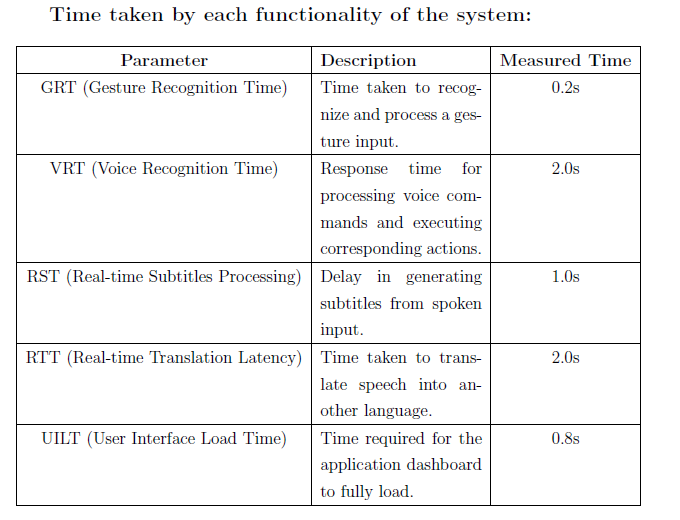 Time taken by each functionality of the system:
Parameter Description Measured Time
GRT (Gesture Recognition Time) Time taken to recog- 0.2s
nize and process a ges-
ture input.
VRT (Voice Recognition Time) Response time for 2.0s
processing voice com-
mands and executing
corresponding actions.
RST (Real-time Subtitles Processing) Delay in generating 1.0s
subtitles from spoken
input.
RTT (Real-time Translation Latency) Time taken to trans- 2.0s
late speech into an-
other language.
UILT (User Interface Load Time) Time required for the 0.8s
application dashboard
to fully load.